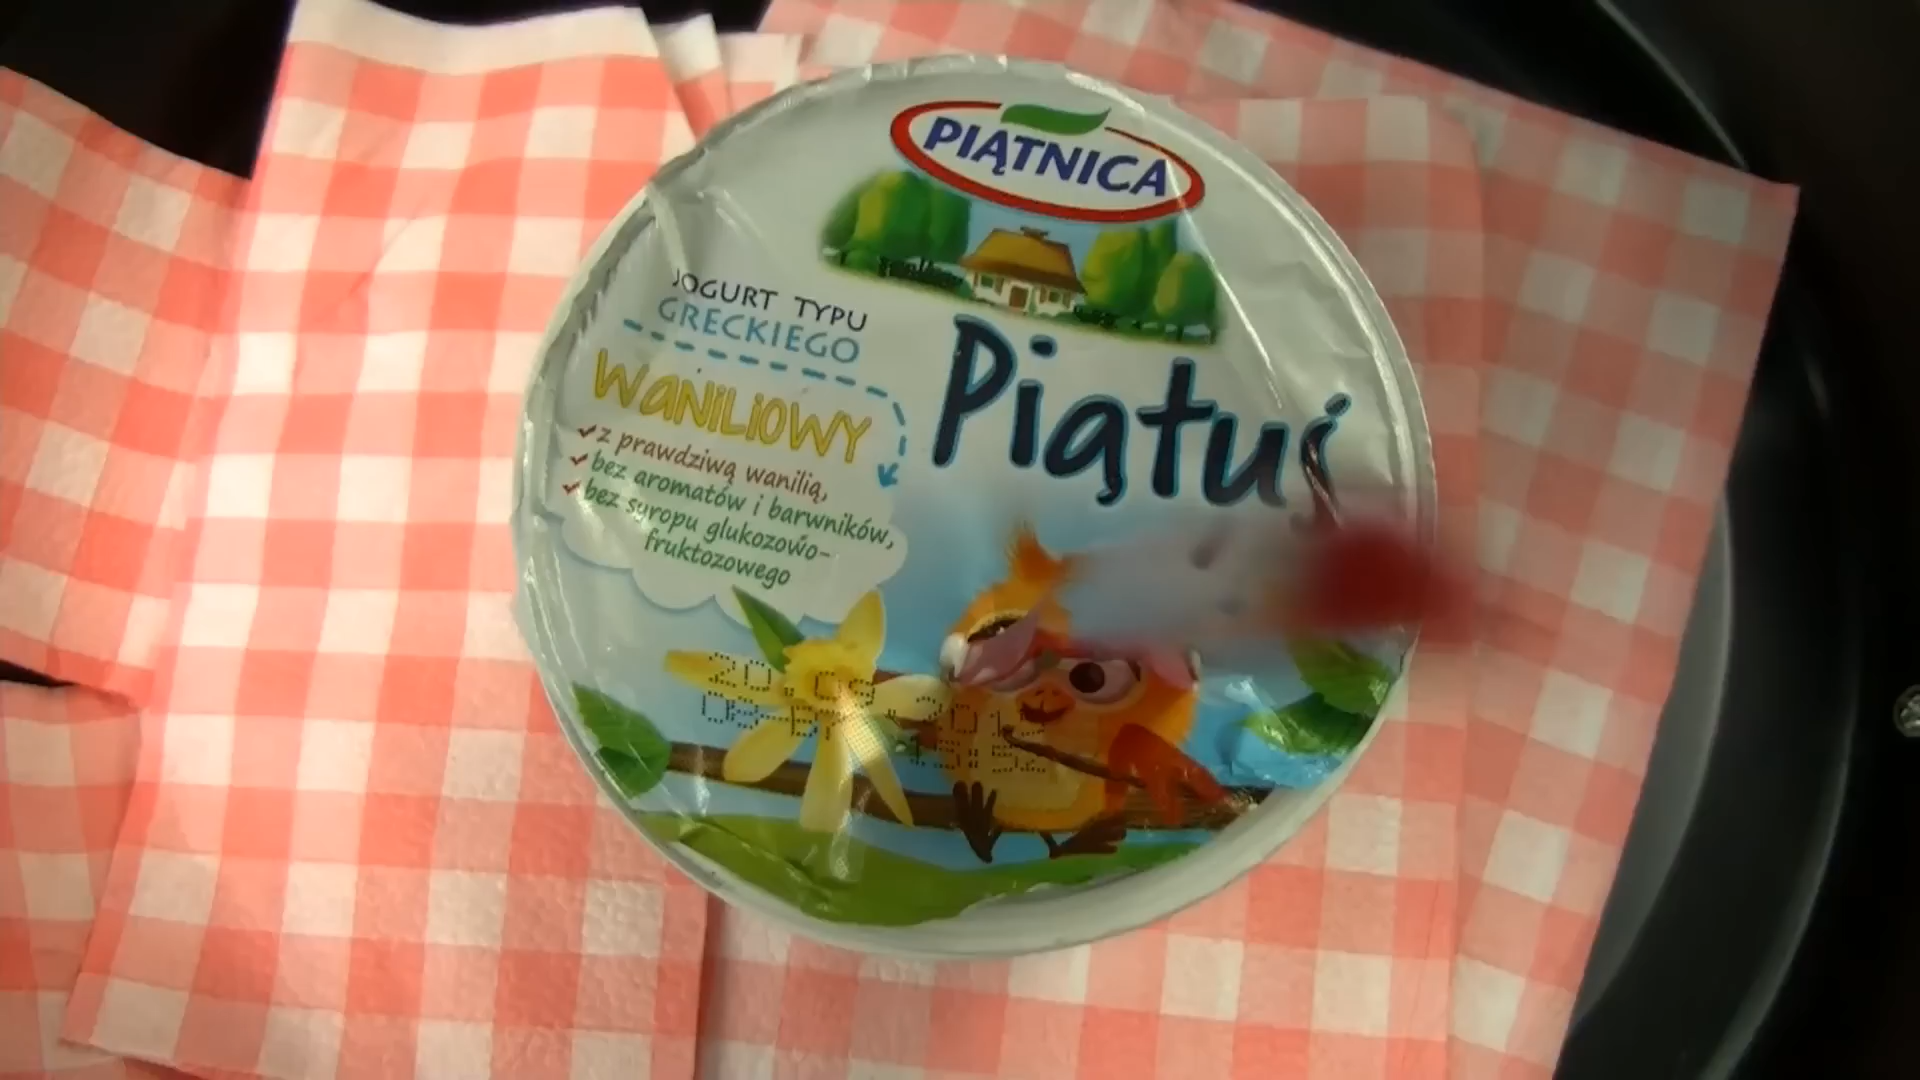 PIĄTNICA
JOGURT TYPU
GRECKIEGO
WANILIOWY
z prawdziwą wanilią,
bez aromatów i barwników,
bez syropu glukozowo-
fruktozowego
Piątuś